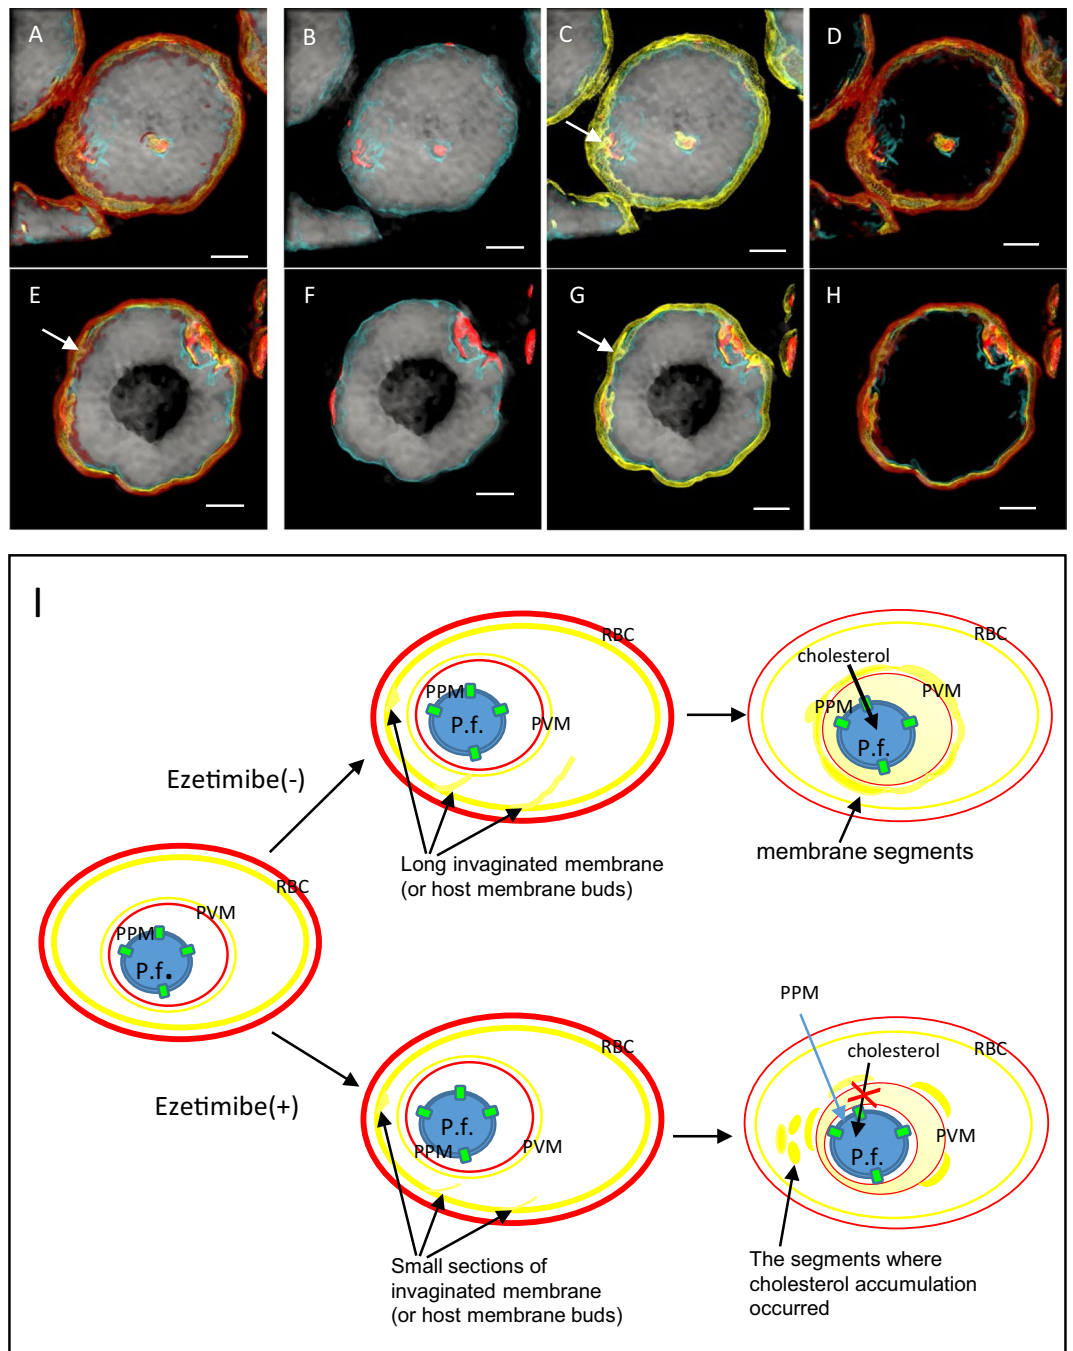 A
B
C
D
E
F
G
H
I
RBC
PPM
P.f.
PVM
RBC
cholesterol
PVM
PPM
P.f.
Ezetimibe(-)
Long invaginated membrane
(or host membrane buds)
membrane segments
RBC
PVM
PPM
P.f.
Ezetimibe(+)
RBC
P.f.
PPM
PVM
PPM
cholesterol
RBC
PVM
P.f.
Small sections of
invaginated membrane
(or host membrane buds)
The segments where
cholesterol accumulation
occurred